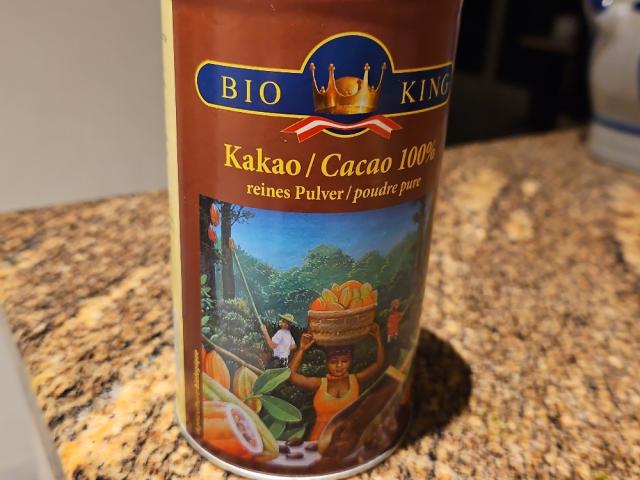 BIO KING
Kakao / Cacao 100%
reines Pulver / poudre pure